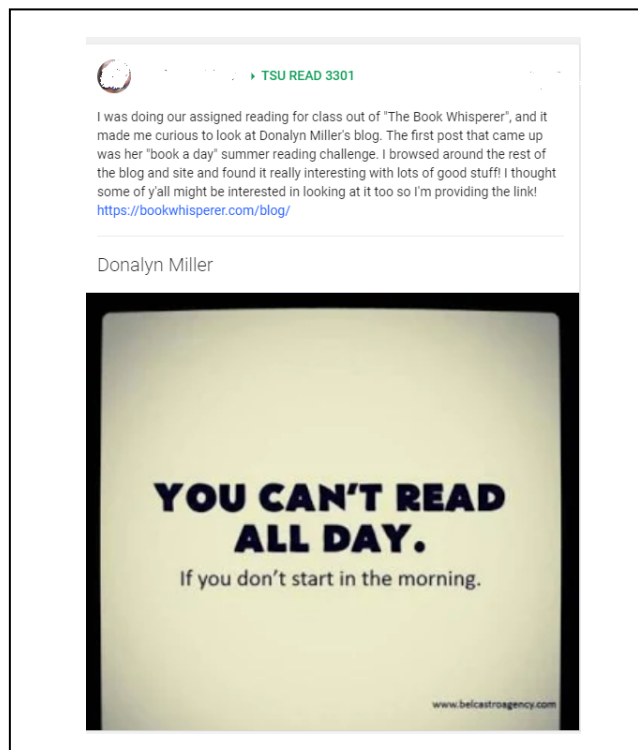 TSU READ 3301
I was doing our assigned reading for class out of "The Book Whisperer", and it
made me curious to look at Donalyn Miller's blog. The first post that came up
was her "book a day" summer reading challenge. I browsed around the rest of
the blog and site and found it really interesting with lots of good stuff! I thought
some of y'all might be interested in looking at it too so I'm providing the link!
https://bookwhisperer.com/blog/
Donalyn Miller
YOU CAN'T READ
ALL DAY.
If you don't start in the morning.
www.belcastroagency.com